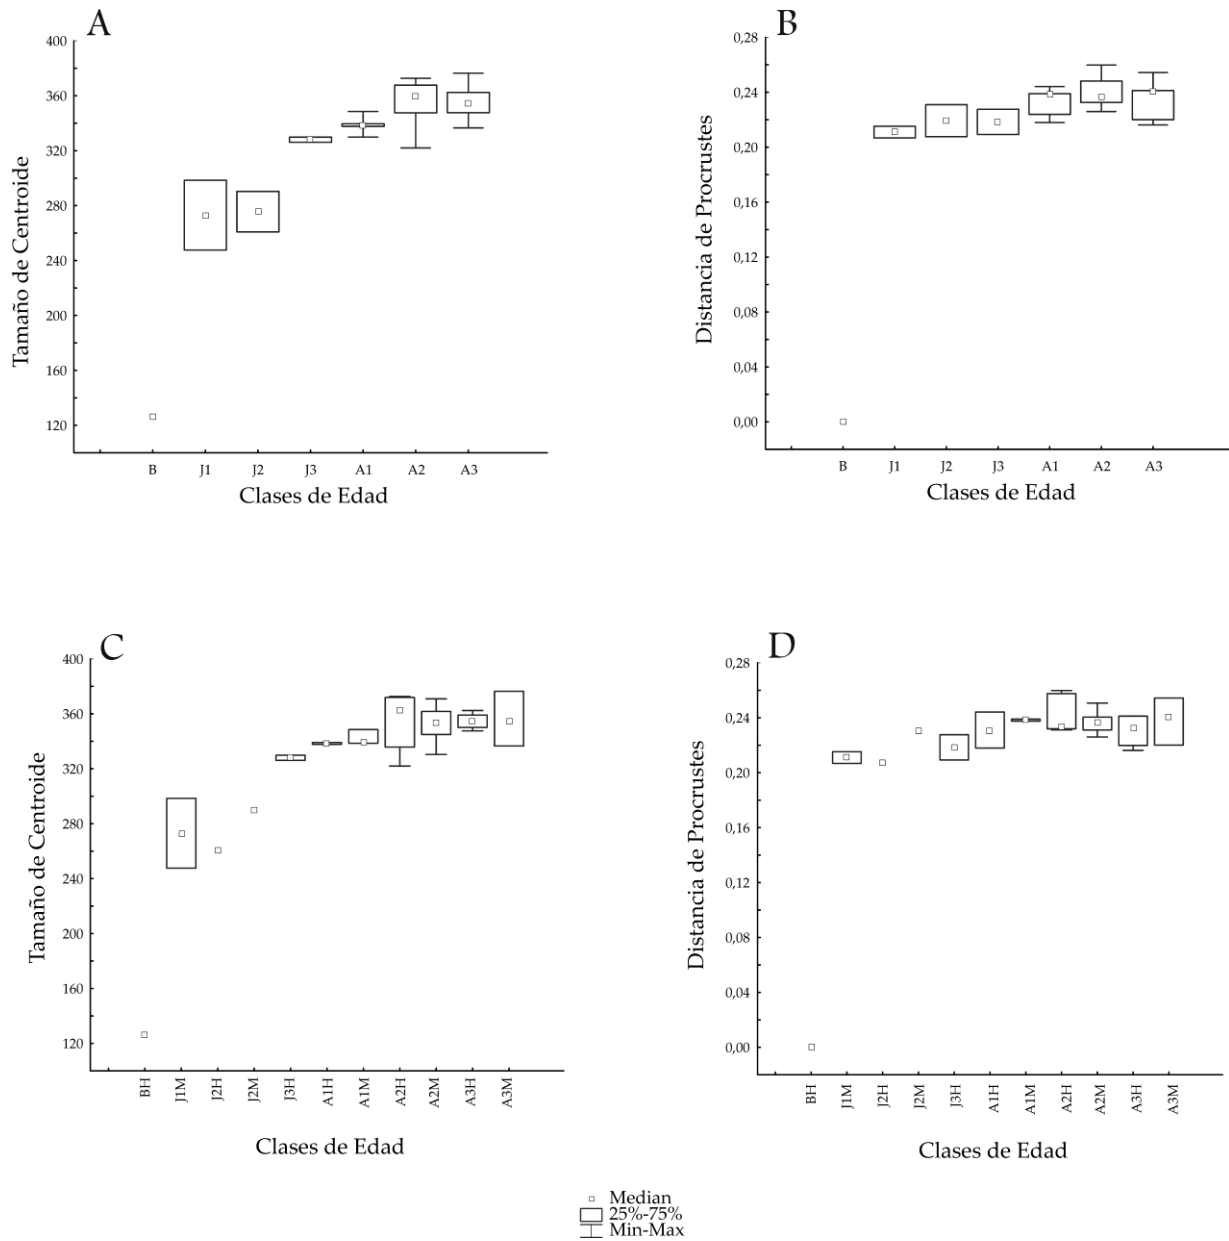 A
Tamaño de Centroide
400
360
320
280
240
200
160
120
B J1 J2 J3 A1 A2 A3
Clases de Edad
B
Distancia de Procrustes
0,28
0,24
0,20
0,16
0,12
0,08
0,04
0,00
B J1 J2 J3 A1 A2 A3
Clases de Edad
C
Tamaño de Centroide
400
360
320
280
240
200
160
120
BH J1M J2H J2M J3H A1H A1M A2H A2M A3H A3M
Clases de Edad
D
Distancia de Procrustes
0,28
0,24
0,20
0,16
0,12
0,08
0,04
0,00
BH J1M J2H J2M J3H A1H A1M A2H A2M A3H A3M
Clases de Edad
Median
25%-75%
Min-Max